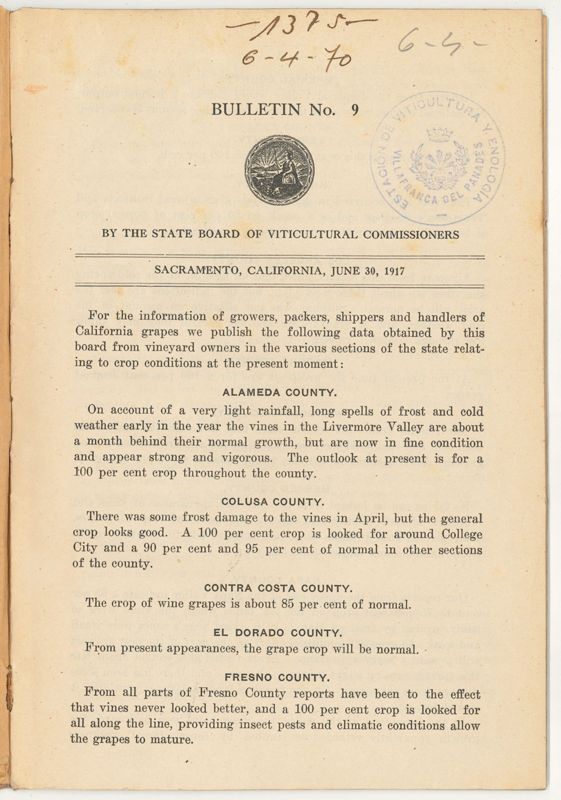 -1375-
6-4-70
6-4-
BULLETIN No. 9
ESTACIÓN DE VITICULTURA Y ENOLOGIA
VILLAFRANCA DEL PANADÉS
BY THE STATE BOARD OF VITICULTURAL COMMISSIONERS
SACRAMENTO, CALIFORNIA, JUNE 30, 1917
For the information of growers, packers, shippers and handlers of
California grapes we publish the following data obtained by this
board from vineyard owners in the various sections of the state relat-
ing to crop conditions at the present moment:
ALAMEDA COUNTY.
On account of a very light rainfall, long spells of frost and cold
weather early in the year the vines in the Livermore Valley are about
a month behind their normal growth, but are now in fine condition
and appear strong and vigorous. The outlook at present is for a
100 per cent crop throughout the county.
COLUSA COUNTY.
There was some frost damage to the vines in April, but the general
crop looks good. A 100 per cent crop is looked for around College
City and a 90 per cent and 95 per cent of normal in other sections
of the county.
CONTRA COSTA COUNTY.
The crop of wine grapes is about 85 per cent of normal.
EL DORADO COUNTY.
From present appearances, the grape crop will be normal.
FRESNO COUNTY.
From all parts of Fresno County reports have been to the effect
that vines never looked better, and a 100 per cent crop is looked for
all along the line, providing insect pests and climatic conditions allow
the grapes to mature.